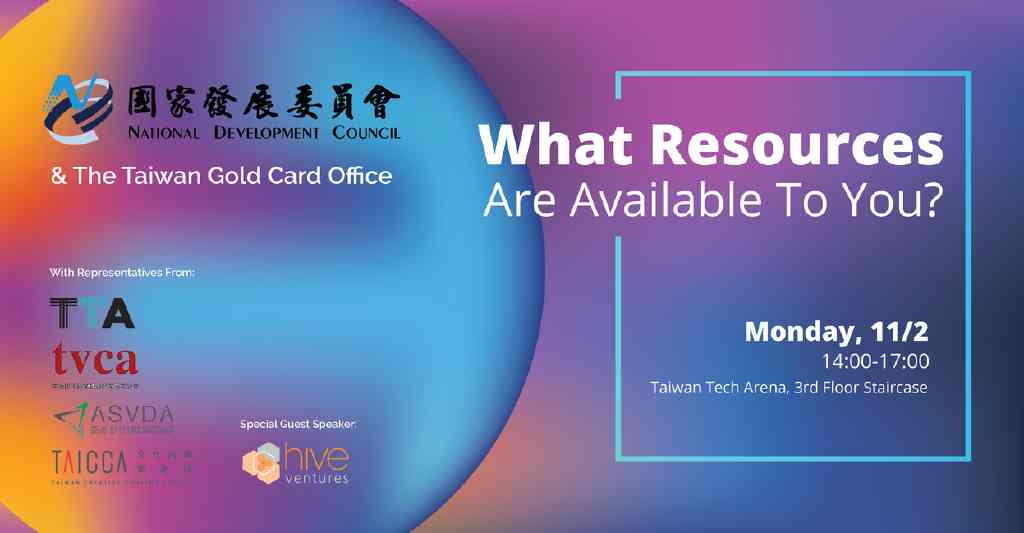 國家發展委員會
NATIONAL DEVELOPMENT COUNCIL
& The Taiwan Gold Card Office
With Representatives From:
TTA
tvca
ASVDA
TAICCA
TAIWAN CREATIVE
Special Guest Speaker:
hive
ventures
What Resources
Are Available To You?
Monday, 11/2
14:00-17:00
Taiwan Tech Arena, 3rd Floor Staircase